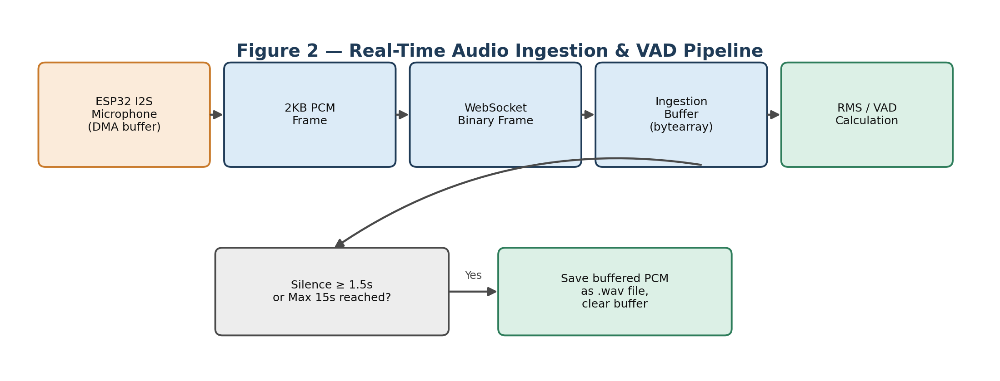 Figure 2 — Real-Time Audio Ingestion & VAD Pipeline
ESP32 I2S
Microphone
(DMA buffer)
2KB PCM
Frame
WebSocket
Binary Frame
Ingestion
Buffer
(bytearray)
RMS / VAD
Calculation
Silence ≥ 1.5s
or Max 15s reached?
Yes
Save buffered PCM
as .wav file,
clear buffer